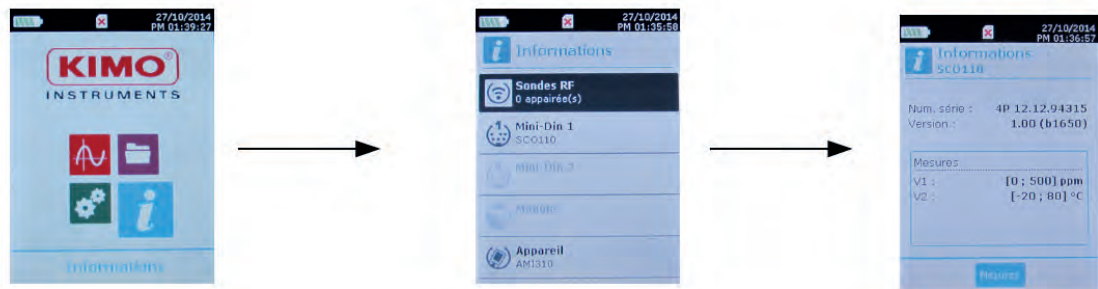 27/10/2014
PM 01:39:27
KIMO®
INSTRUMENTS
Informations
27/10/2014
PM 01:35:58
Informations
Sondes RF
0 appairée(s)
Mini-Din 1
SCO110
Mini-Din 2
Module
Appareil
AMI310
27/10/2014
PM 01:36:57
Informations
SCO110
Num. série : 4P 12.12.94315
Version : 1.00 (b1650)
Mesures
V1 : [0 ; 500] ppm
V2 : [-20 ; 80] °C
Mesures